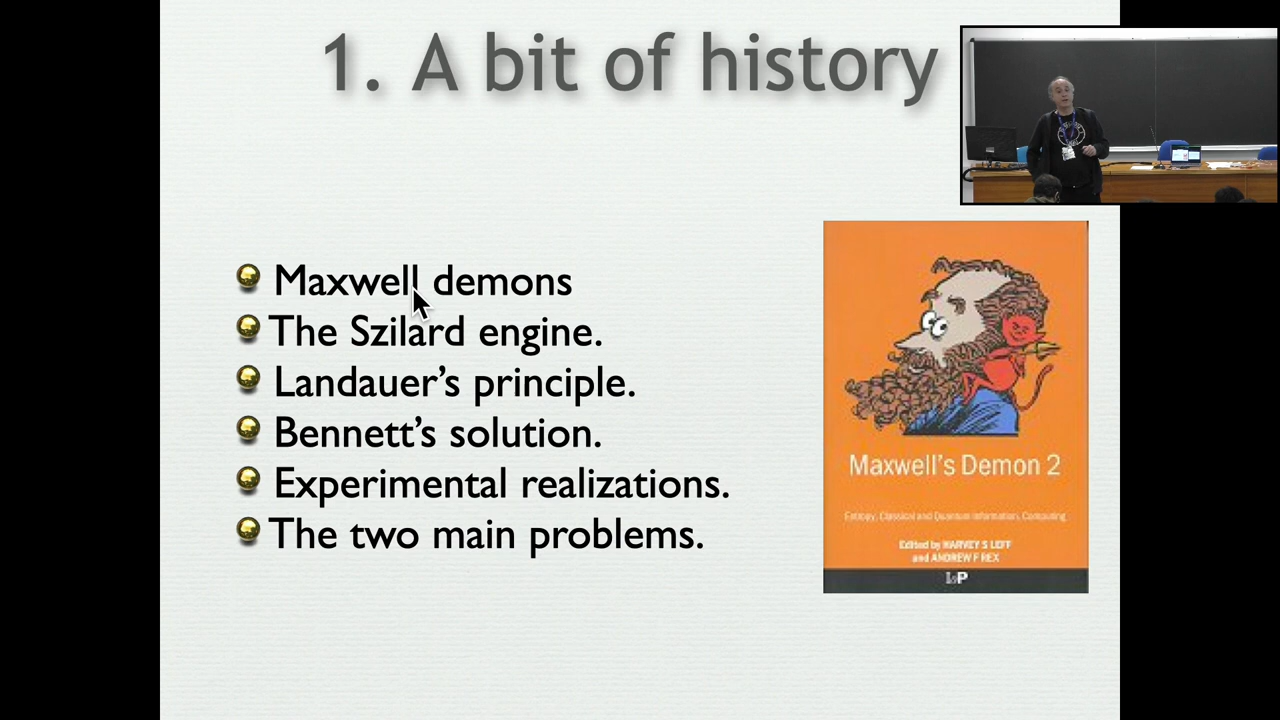 1. A bit of history
Maxwell demons
The Szilard engine.
Landauer’s principle.
Bennett’s solution.
Experimental realizations.
The two main problems.
Maxwell's Demon 2
Entropy, Classical and Quantum Information, Computing
Edited by HARVEY S LEFF
and ANDREW F REX
IoP